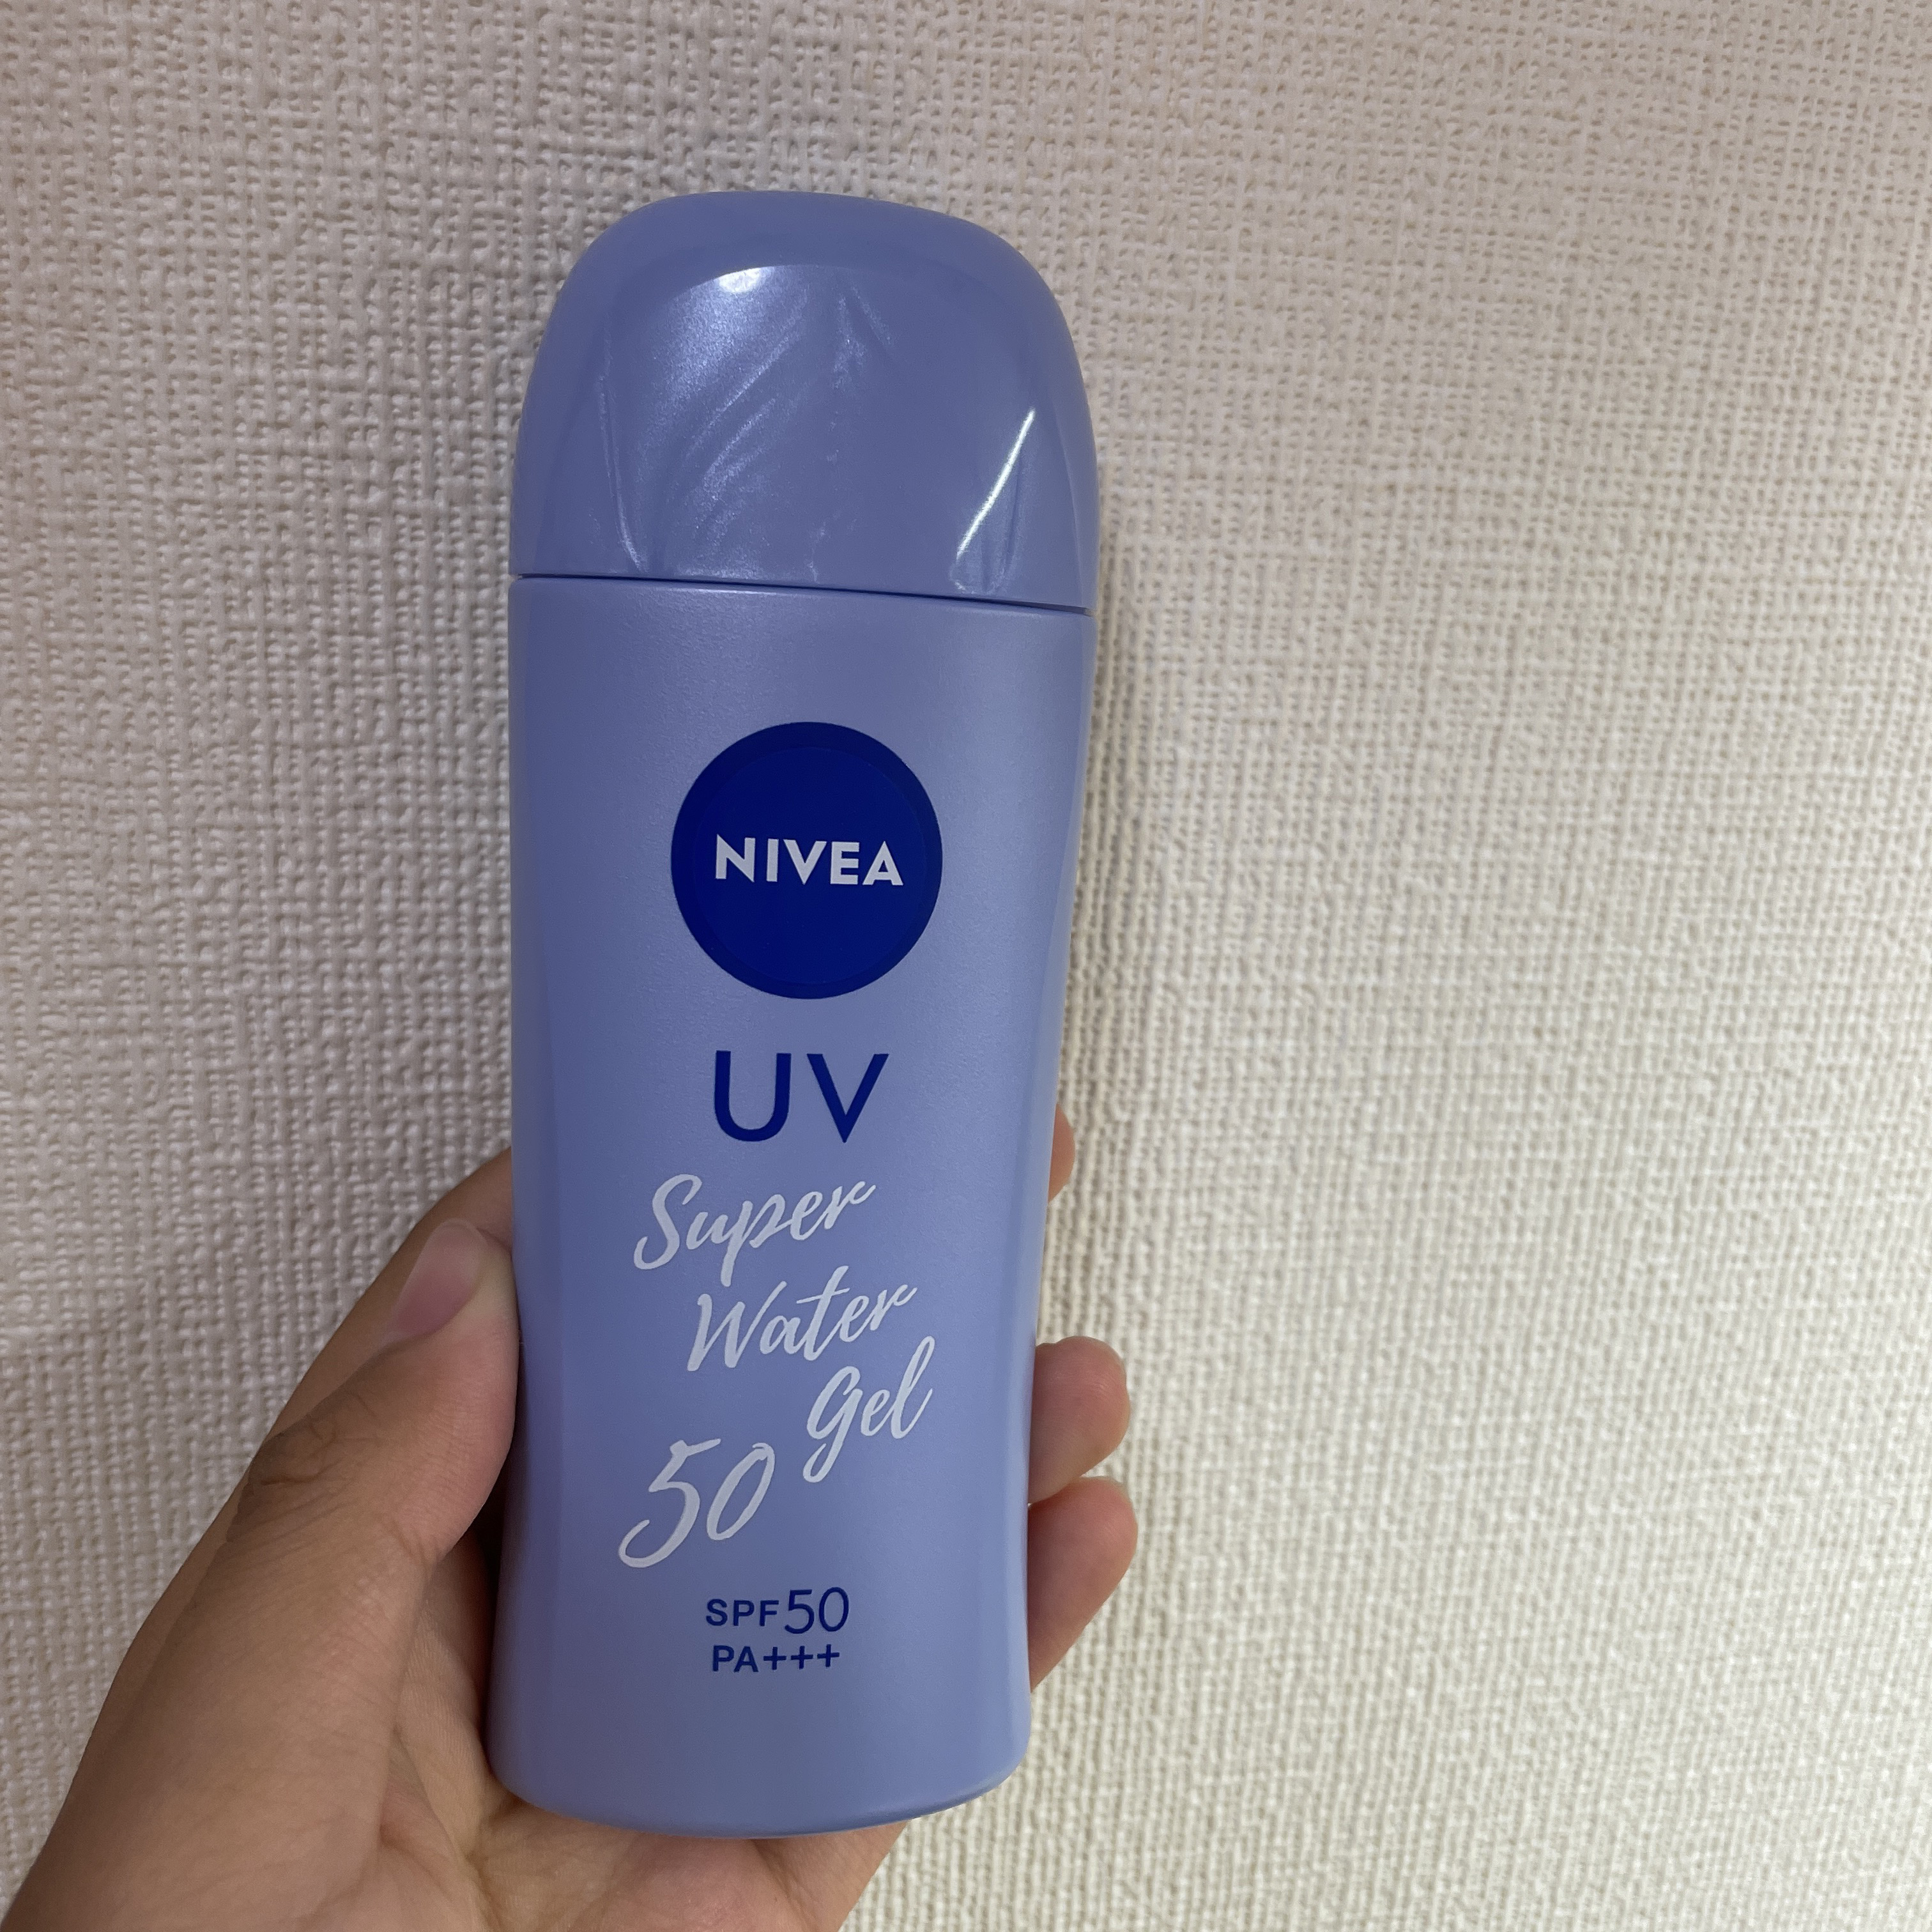 NIVEA
UV
Super
Water
Gel
50
SPF50
PA+++